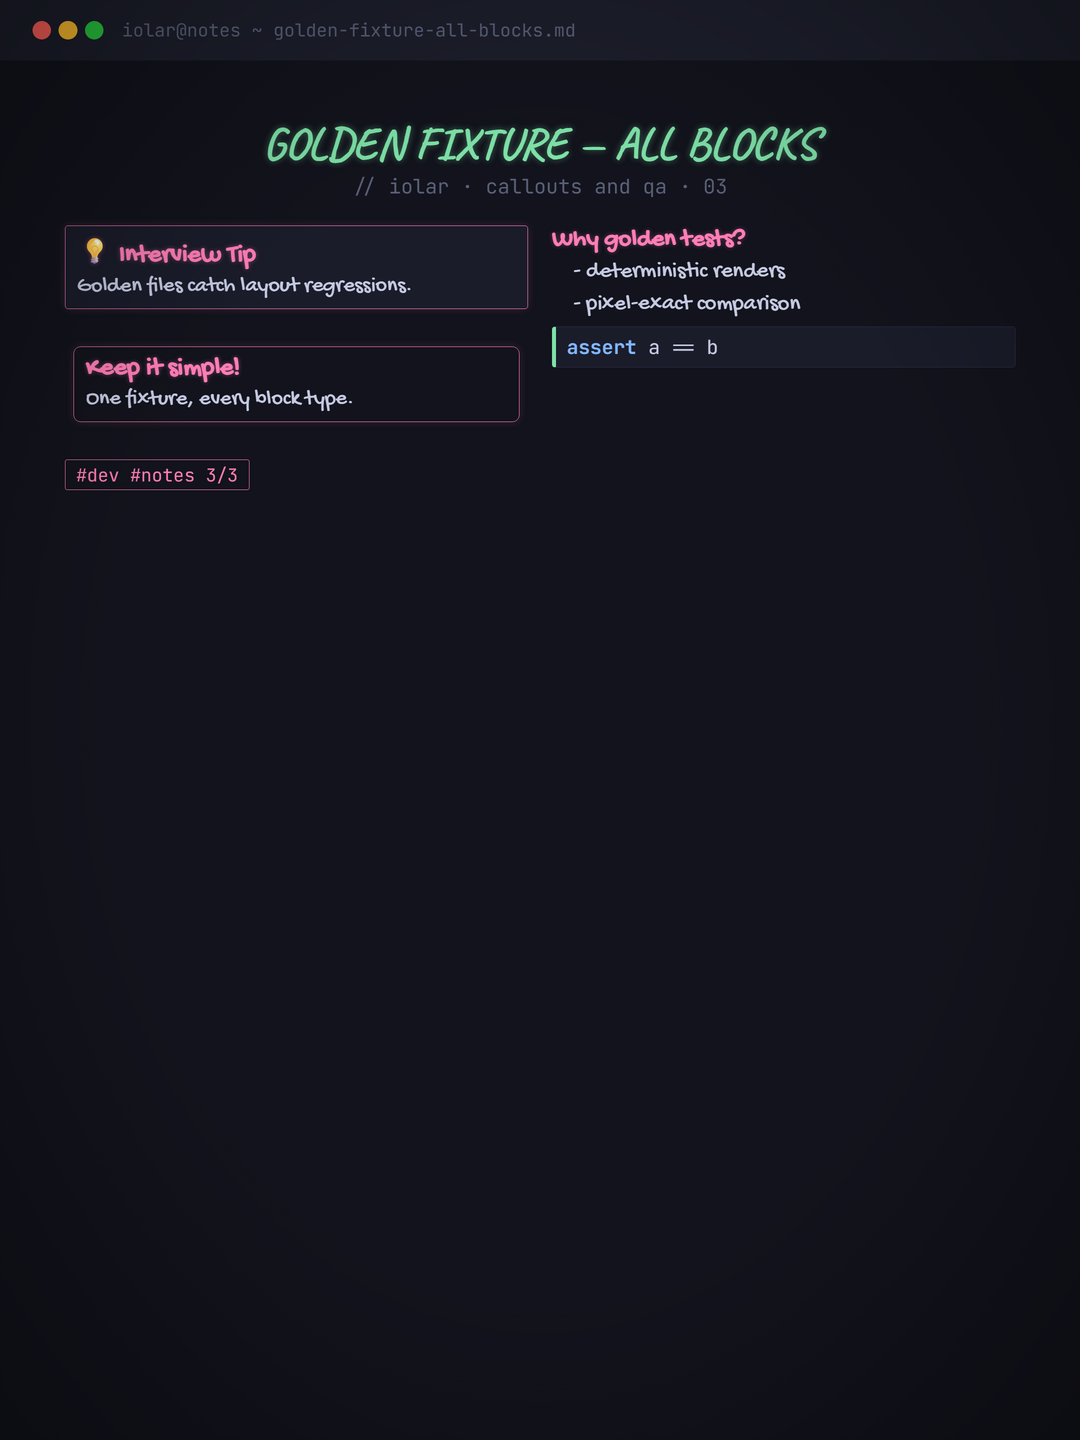 iolar@notes ~ golden-fixture-all-blocks.md
GOLDEN FIXTURE — ALL BLOCKS
// iolar · callouts and qa · 03
💡 Interview Tip
Golden files catch layout regressions.
Keep it simple!
One fixture, every block type.
#dev #notes 3/3
Why golden tests?
- deterministic renders
- pixel-exact comparison
assert a == b